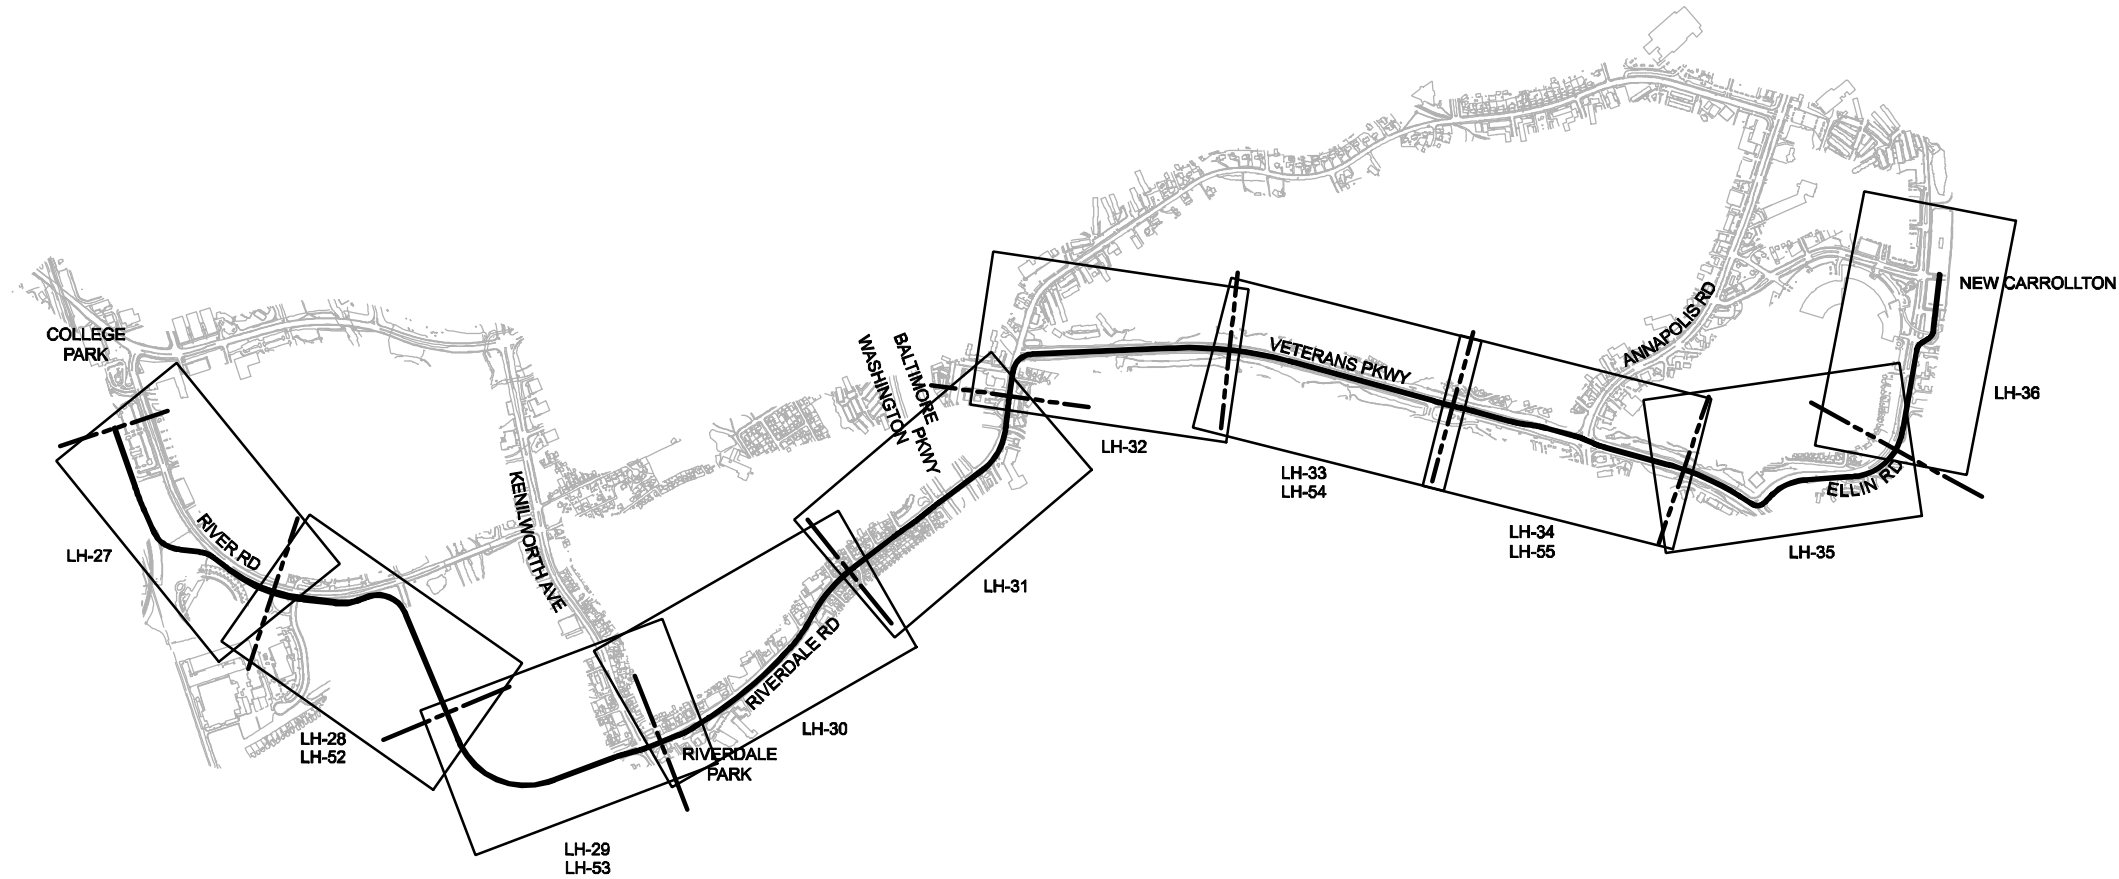 COLLEGE
PARK
LH-27
RIVER RD
LH-28
LH-52
KENILWORTH AVE
LH-29
LH-53
RIVERDALE
PARK
RIVERDALE RD
LH-30
BALTIMORE
WASHINGTON PKWY
LH-31
LH-32
VETERANS PKWY
LH-33
LH-54
LH-34
LH-55
ANNAPOLIS RD
LH-35
ELLIN RD
LH-36
NEW CARROLLTON